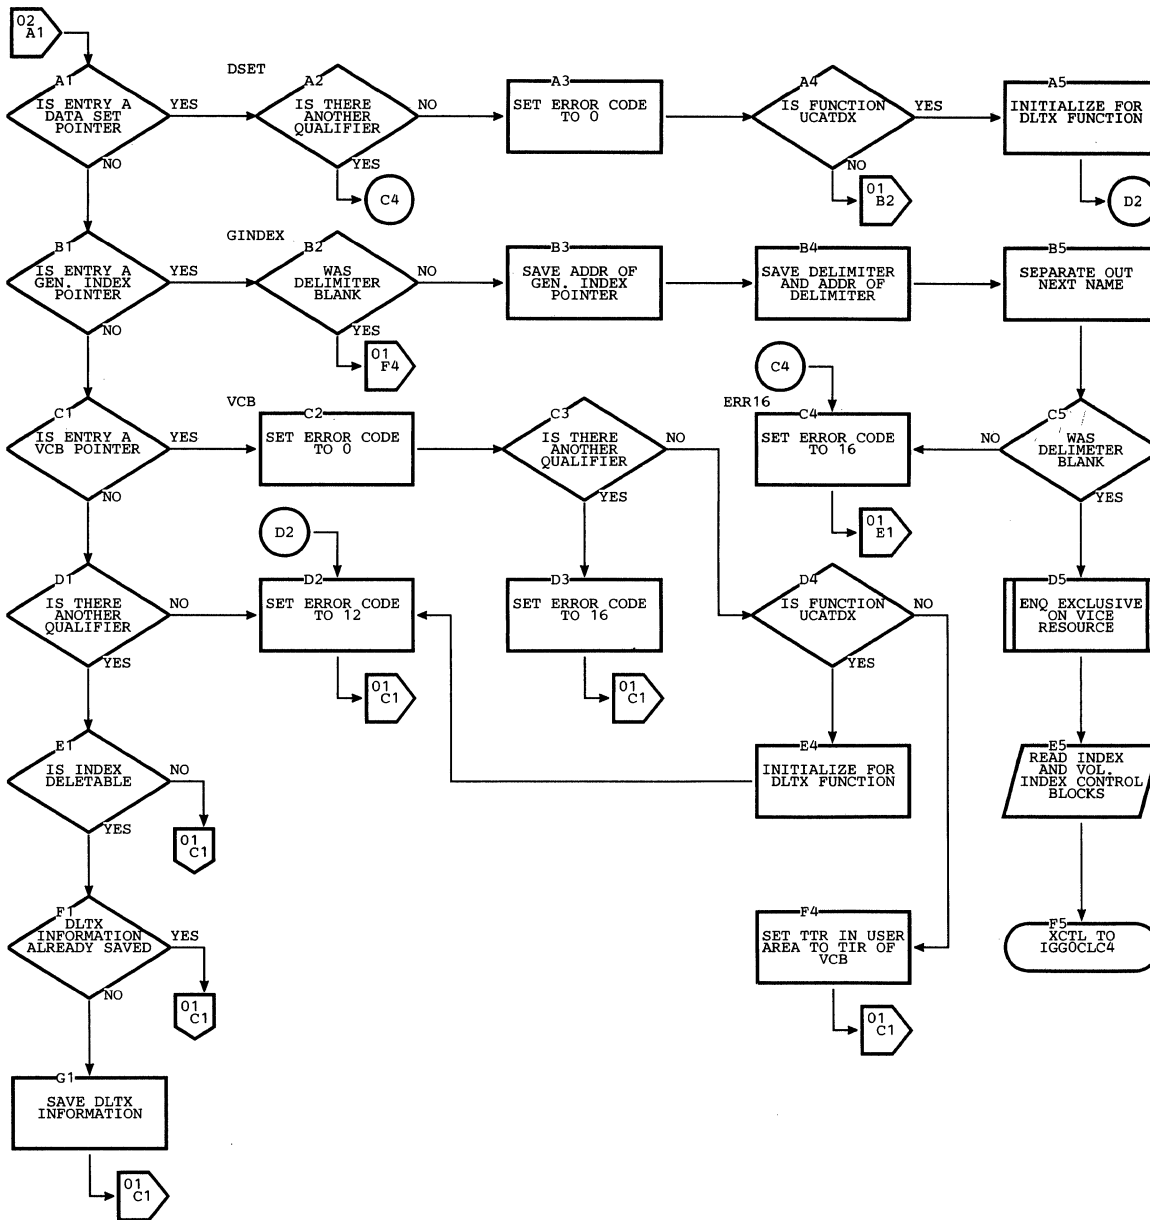 02
A1
A1
IS ENTRY A
DATA SET
POINTER
YES
NO
DSET
A2
IS THERE
ANOTHER
QUALIFIER
NO
YES
C4
A3
SET ERROR CODE
TO 0
A4
IS FUNCTION
UCATDX
YES
NO
01
B2
A5
INITIALIZE FOR
DLTX FUNCTION
D2
B1
IS ENTRY A
GEN. INDEX
POINTER
YES
NO
GINDEX
B2
WAS
DELIMITER
BLANK
NO
YES
01
F4
B3
SAVE ADDR OF
GEN. INDEX
POINTER
B4
SAVE DELIMITER
AND ADDR OF
DELIMITER
B5
SEPARATE OUT
NEXT NAME
C1
IS ENTRY A
VCB POINTER
YES
NO
VCB
C2
SET ERROR CODE
TO 0
C3
IS THERE
ANOTHER
QUALIFIER
NO
YES
C4
ERR16
C4
SET ERROR CODE
TO 16
01
E1
C5
WAS
DELIMETER
BLANK
NO
YES
D1
IS THERE
ANOTHER
QUALIFIER
NO
YES
D2
D2
SET ERROR CODE
TO 12
01
C1
D3
SET ERROR CODE
TO 16
01
C1
D4
IS FUNCTION
UCATDX
NO
YES
D5
ENQ EXCLUSIVE
ON VICE
RESOURCE
E1
IS INDEX
DELETABLE
NO
YES
01
C1
E4
INITIALIZE FOR
DLTX FUNCTION
E5
READ INDEX
AND VOL.
INDEX CONTROL
BLOCKS
F1
DLTX
INFORMATION
ALREADY SAVED
YES
NO
01
C1
F4
SET TTR IN USER
AREA TO TIR OF
VCB
01
C1
F5
XCTL TO
IGG0CLC4
G1
SAVE DLTX
INFORMATION
01
C1